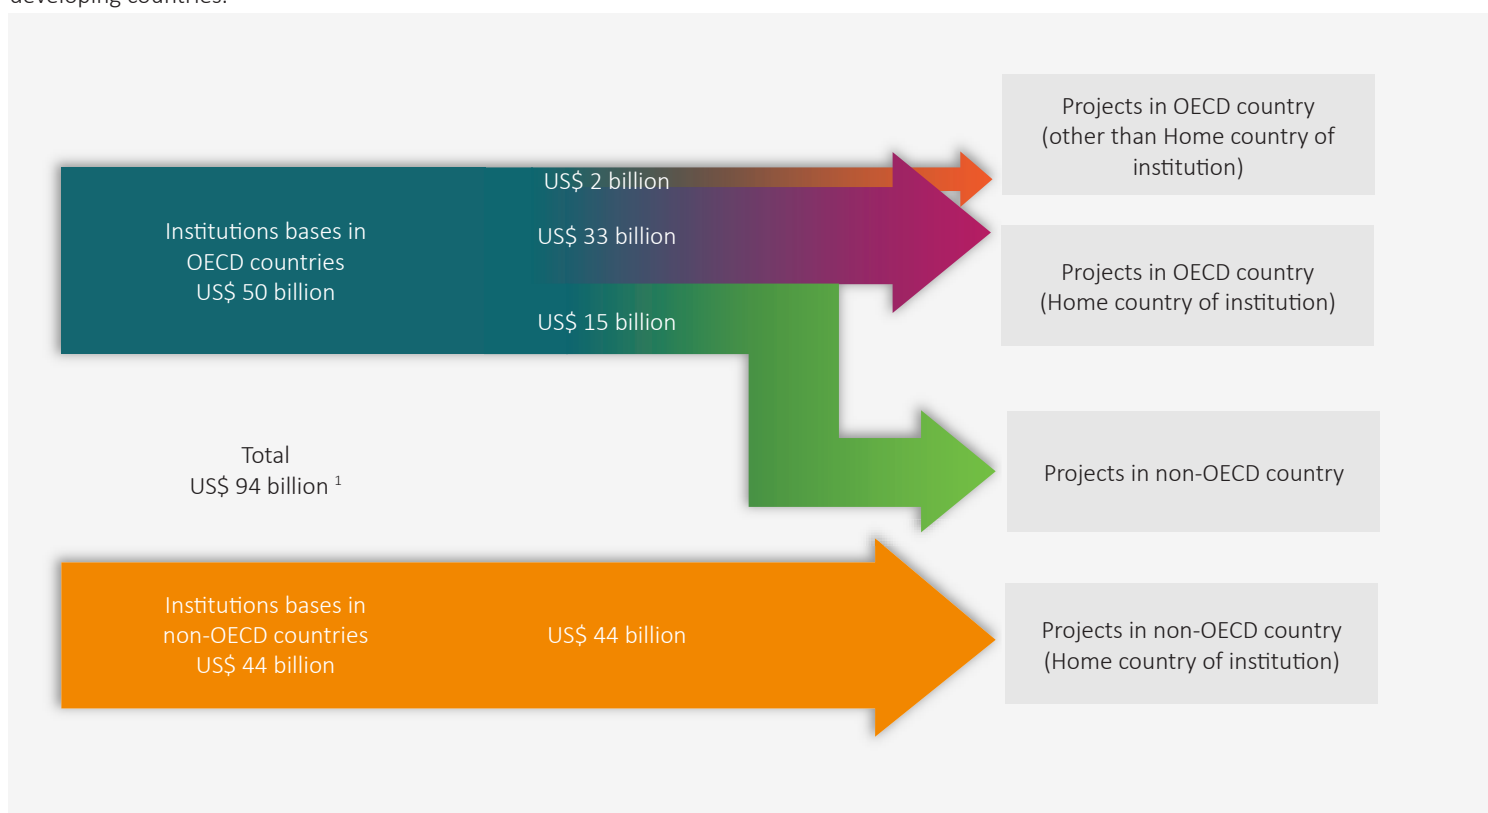 developing countries.
Projects in OECD country
(other than Home country of
institution)
US$ 2 billion
Institutions bases in
OECD countries
US$ 50 billion
US$ 33 billion
Projects in OECD country
(Home country of institution)
US$ 15 billion
Total
US$ 94 billion ¹
Projects in non-OECD country
Institutions bases in
non-OECD countries
US$ 44 billion
US$ 44 billion
Projects in non-OECD country
(Home country of institution)